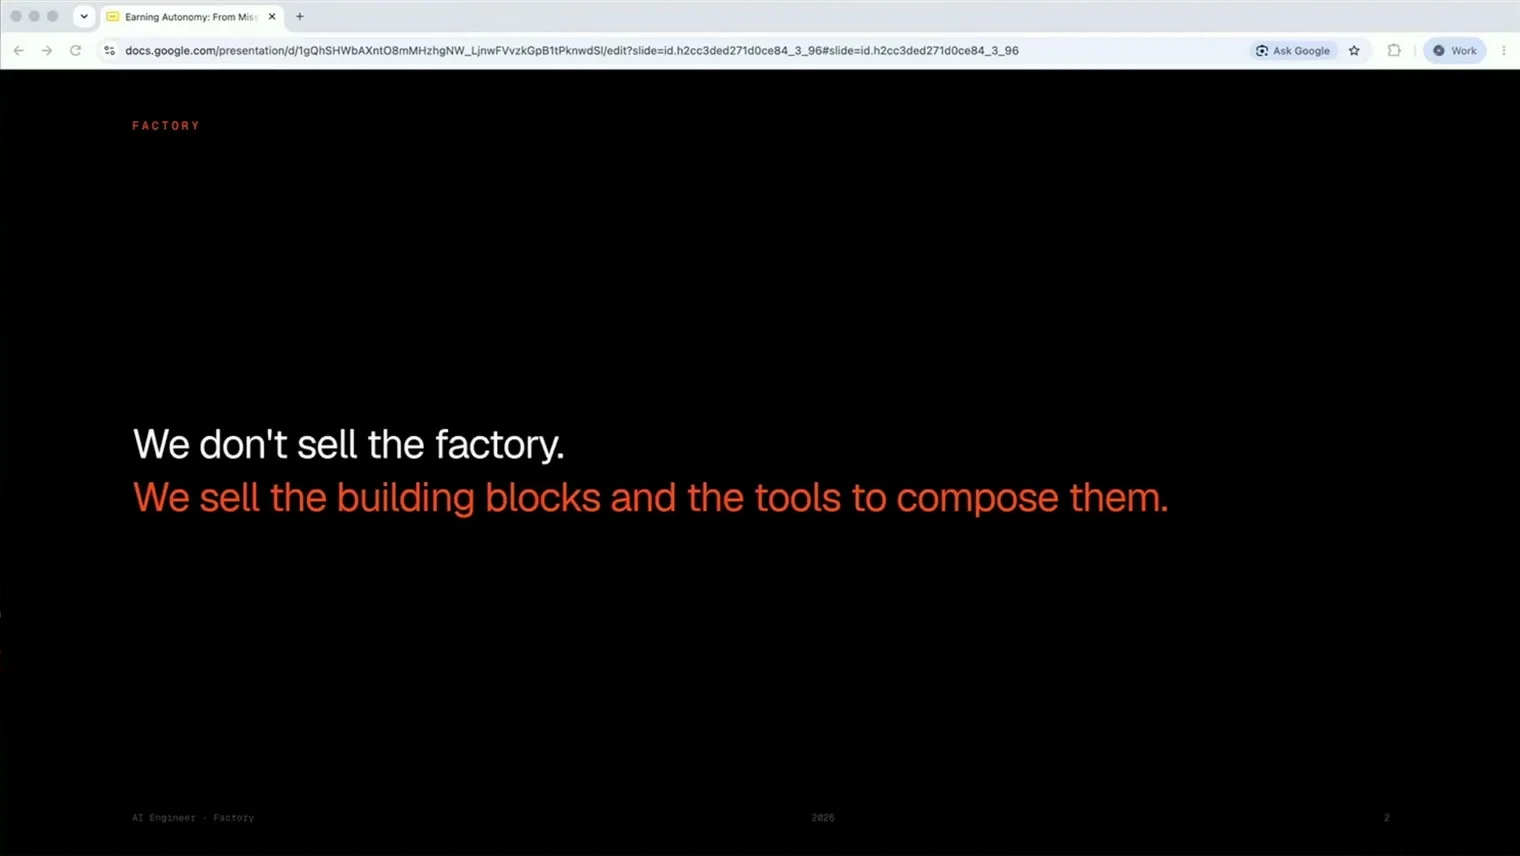 Earning Autonomy: From Miss
docs.google.com/presentation/d/1gQhSHWbAXntO8mMHzhgNW_LjnwFVvzkGpB1tPknwdSI/edit?slide=id.h2cc3ded271d0ce84_3_96#slide=id.h2cc3ded271d0ce84_3_96
Ask Google
Work
FACTORY
We don't sell the factory.
We sell the building blocks and the tools to compose them.
AI Engineer - Factory
2026
2